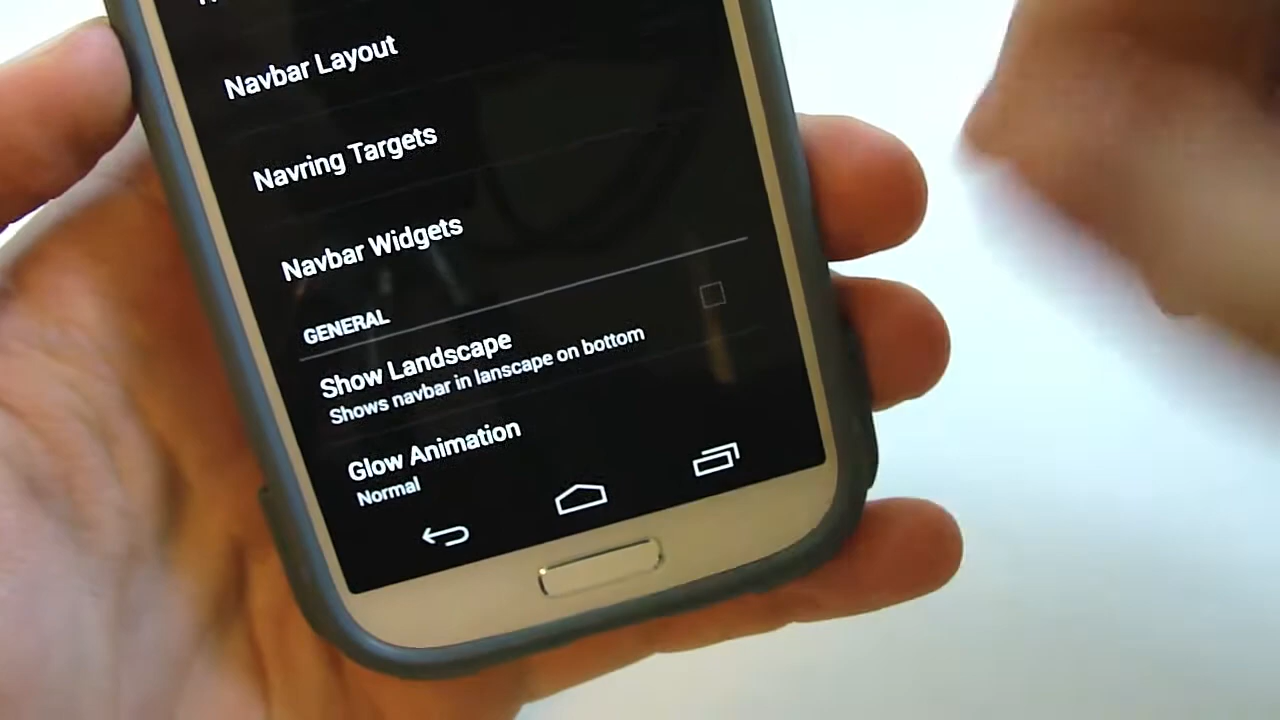 Navbar Layout
Navring Targets
Navbar Widgets
GENERAL
Show Landscape
Shows navbar in lanscape on bottom
Glow Animation
Normal